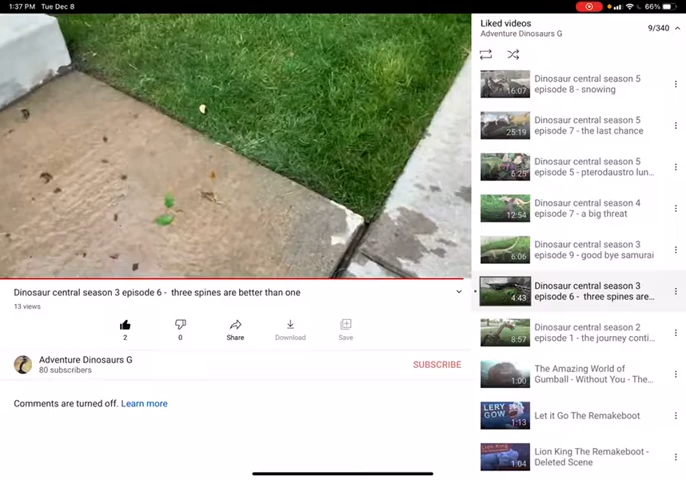 1:37 PM Tue Dec 8
66%
Liked videos
Adventure Dinosaurs G
9/340
16:07
Dinosaur central season 5
episode 8 - snowing
25:19
Dinosaur central season 5
episode 7 - the last chance
6:25
Dinosaur central season 5
episode 5 - pterodaustro lun...
12:54
Dinosaur central season 4
episode 7 - a big threat
6:06
Dinosaur central season 3
episode 9 - good bye samurai
4:43
Dinosaur central season 3
episode 6 - three spines are...
8:57
Dinosaur central season 2
episode 1 - the journey conti...
1:00
The Amazing World of
Gumball - Without You - The...
LERY
GOW
1:13
Let it Go The Remakeboot
1:04
Lion King The Remakeboot -
Deleted Scene
Dinosaur central season 3 episode 6 - three spines are better than one
13 views
2
0
Share
Download
Save
Adventure Dinosaurs G
80 subscribers
SUBSCRIBE
Comments are turned off. Learn more